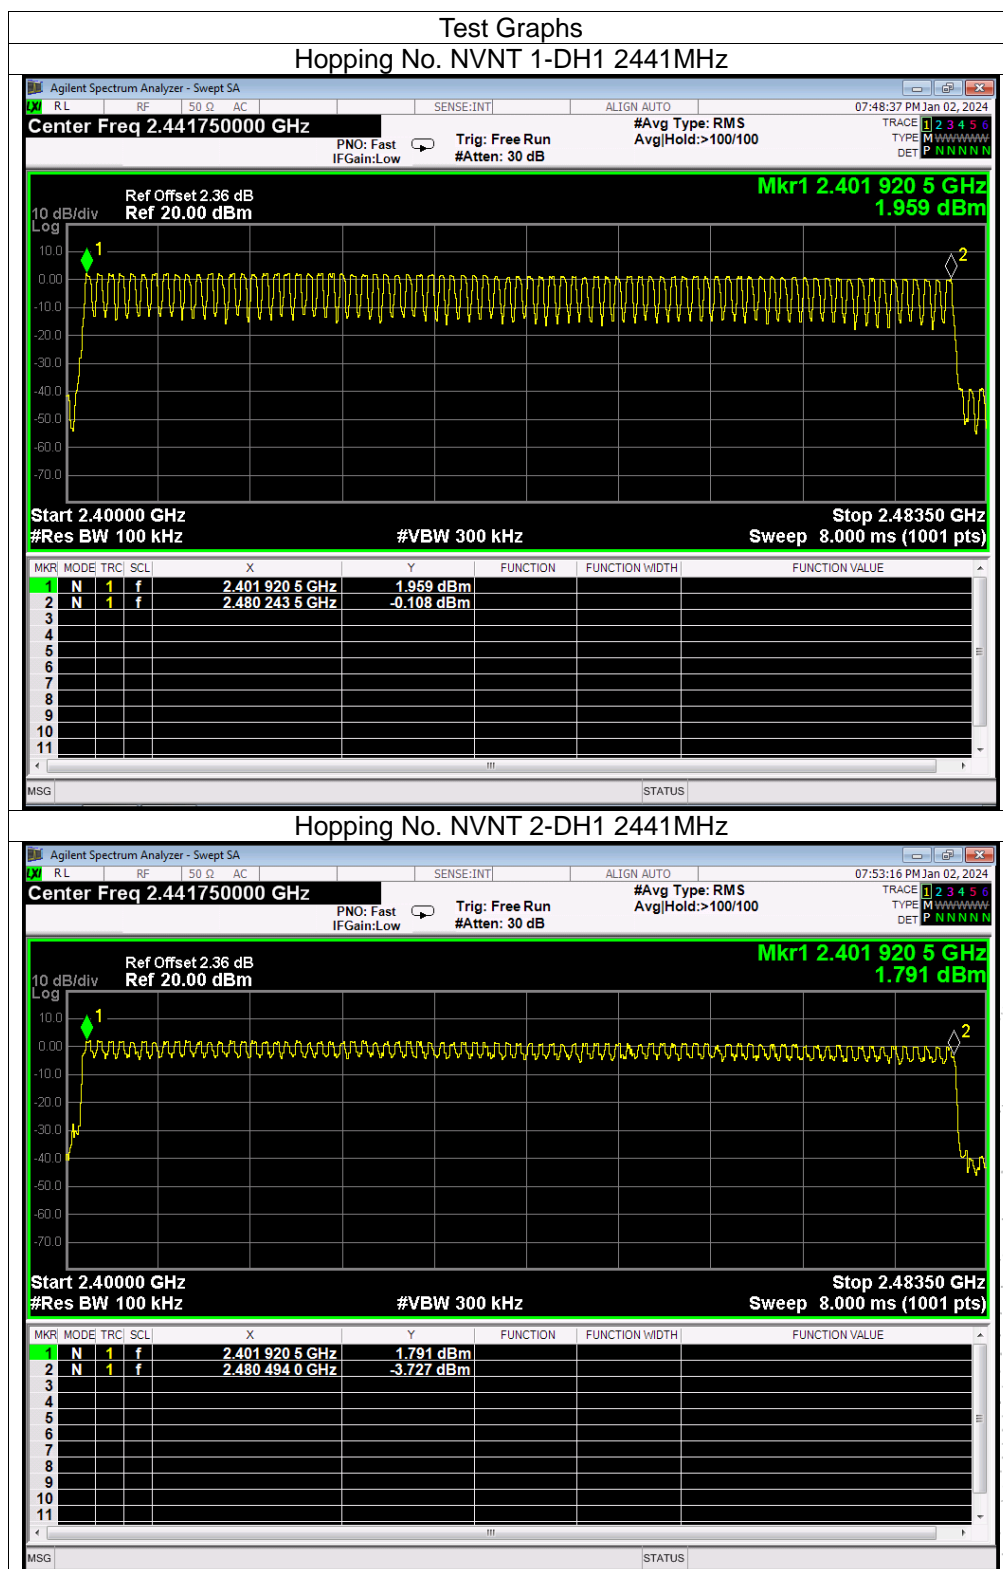 Test Graphs
Hopping No. NVNT 1-DH1 2441MHz
Agilent Spectrum Analyzer - Swept SA
LXI RL RF 50 Ω AC SENSE:INT ALIGN AUTO 07:48:37 PM Jan 02, 2024
Center Freq 2.441750000 GHz #Avg Type: RMS TRACE 1 2 3 4 5 6
PNO: Fast Trig: Free Run Avg|Hold:>100/100 TYPE M WWWWW
IFGain:Low #Atten: 30 dB DET P N N N N N
Mkr1 2.401 920 5 GHz
Ref Offset 2.36 dB
10 dB/div Ref 20.00 dBm 1.959 dBm
Log
10.0
1
2
0.00
-10.0
-20.0
-30.0
-40.0
-50.0
-60.0
-70.0
Start 2.40000 GHz Stop 2.48350 GHz
#Res BW 100 kHz #VBW 300 kHz Sweep 8.000 ms (1001 pts)
MKR MODE TRC SCL X Y FUNCTION FUNCTION WIDTH FUNCTION VALUE
1 N 1 f 2.401 920 5 GHz 1.959 dBm
2 N 1 f 2.480 243 5 GHz -0.108 dBm
3
4
5
6
7
8
9
10
11
MSG STATUS
Hopping No. NVNT 2-DH1 2441MHz
Agilent Spectrum Analyzer - Swept SA
LXI RL RF 50 Ω AC SENSE:INT ALIGN AUTO 07:53:16 PM Jan 02, 2024
Center Freq 2.441750000 GHz #Avg Type: RMS TRACE 1 2 3 4 5 6
PNO: Fast Trig: Free Run Avg|Hold:>100/100 TYPE M WWWWW
IFGain:Low #Atten: 30 dB DET P N N N N N
Mkr1 2.401 920 5 GHz
Ref Offset 2.36 dB
10 dB/div Ref 20.00 dBm 1.791 dBm
Log
10.0
1
2
0.00
-10.0
-20.0
-30.0
-40.0
-50.0
-60.0
-70.0
Start 2.40000 GHz Stop 2.48350 GHz
#Res BW 100 kHz #VBW 300 kHz Sweep 8.000 ms (1001 pts)
MKR MODE TRC SCL X Y FUNCTION FUNCTION WIDTH FUNCTION VALUE
1 N 1 f 2.401 920 5 GHz 1.791 dBm
2 N 1 f 2.480 494 0 GHz -3.727 dBm
3
4
5
6
7
8
9
10
11
MSG STATUS